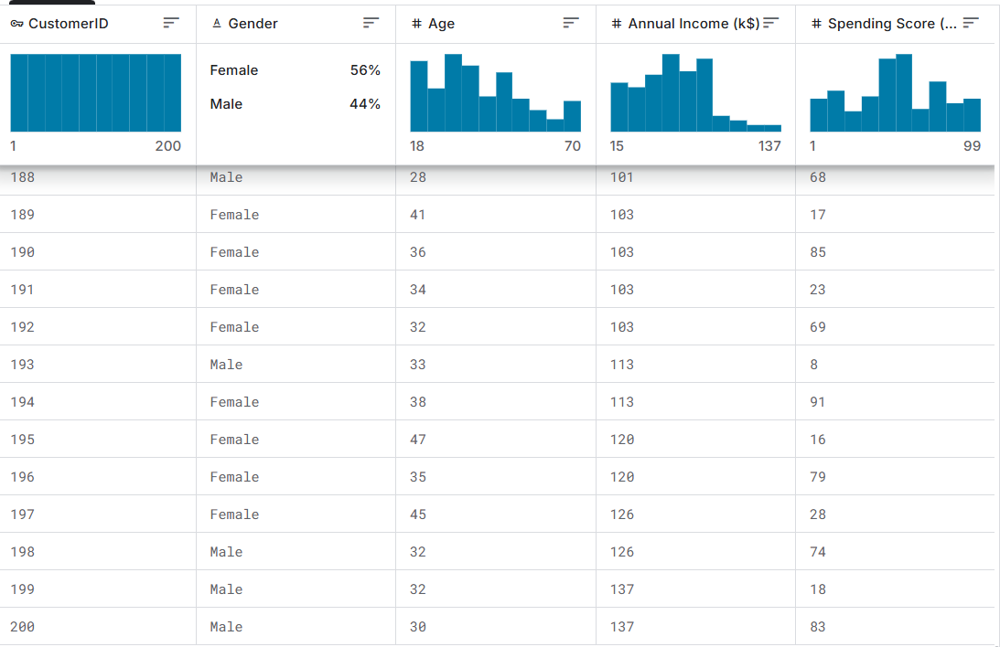 CustomerID Gender # Age # Annual Income (k$) # Spending Score (...
Female 56%
Male 44%
1 200 18 70 15 137 1 99
188 Male 28 101 68
189 Female 41 103 17
190 Female 36 103 85
191 Female 34 103 23
192 Female 32 103 69
193 Male 33 113 8
194 Female 38 113 91
195 Female 47 120 16
196 Female 35 120 79
197 Female 45 126 28
198 Male 32 126 74
199 Male 32 137 18
200 Male 30 137 83